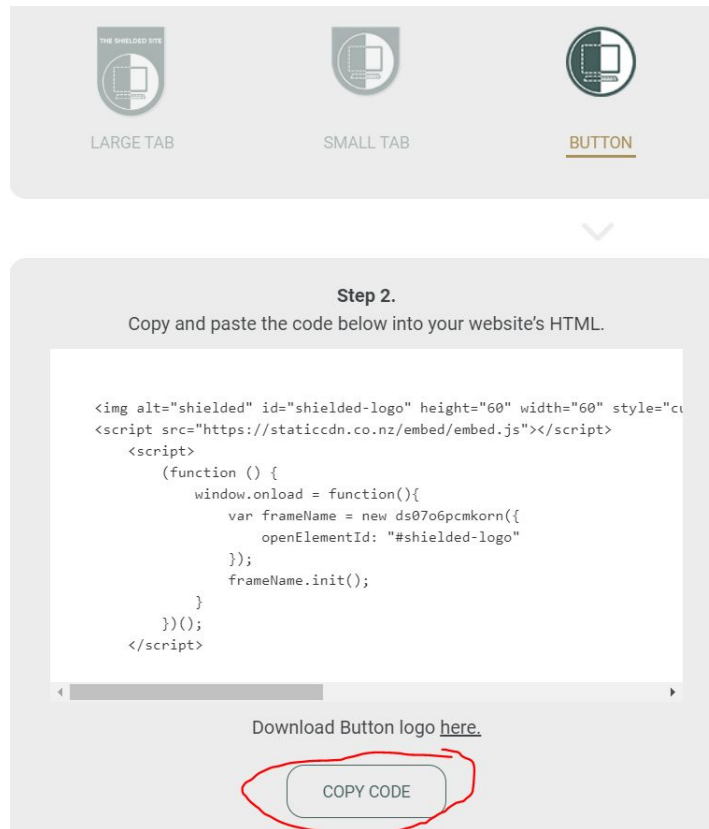 THE SHIELDED SITE
LARGE TAB
SMALL TAB
BUTTON
Step 2.
Copy and paste the code below into your website’s HTML.
<img alt="shielded" id="shielded-logo" height="60" width="60" style="cu
<script src="https://staticcdn.co.nz/embed/embed.js"></script>
<script>
(function () {
window.onload = function(){
var frameName = new ds07o6pcmkorn({
openElementId: "#shielded-logo"
});
frameName.init();
}
})();
</script>
Download Button logo here.
COPY CODE